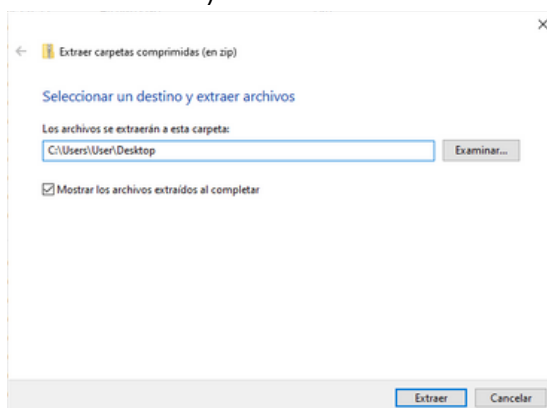 Extraer carpetas comprimidas (en zip)
Seleccionar un destino y extraer archivos
Los archivos se extraerán a esta carpeta:
C:\Users\User\Desktop
Examinar...
Mostrar los archivos extraídos al completar
Extraer
Cancelar